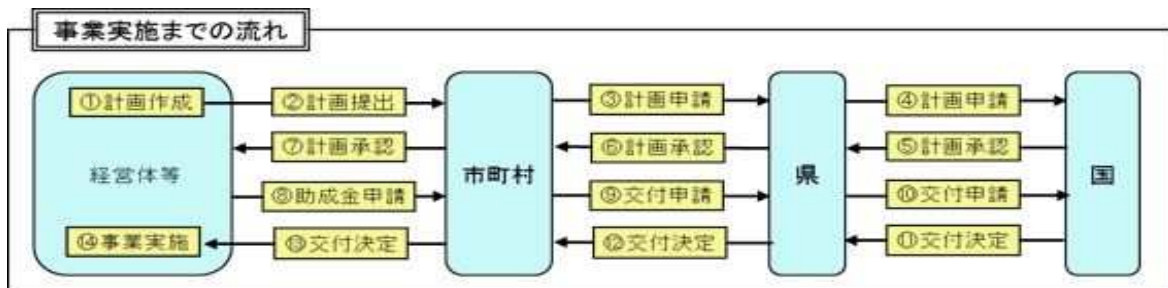 事業実施までの流れ
①計画作成 ②計画提出 ③計画申請 ④計画申請
⑦計画承認 ⑥計画承認 ⑤計画承認
経営体等 市町村 県 国
⑧助成金申請 ⑨交付申請 ⑩交付申請
⑭事業実施 ⑬交付決定 ⑫交付決定 ⑪交付決定